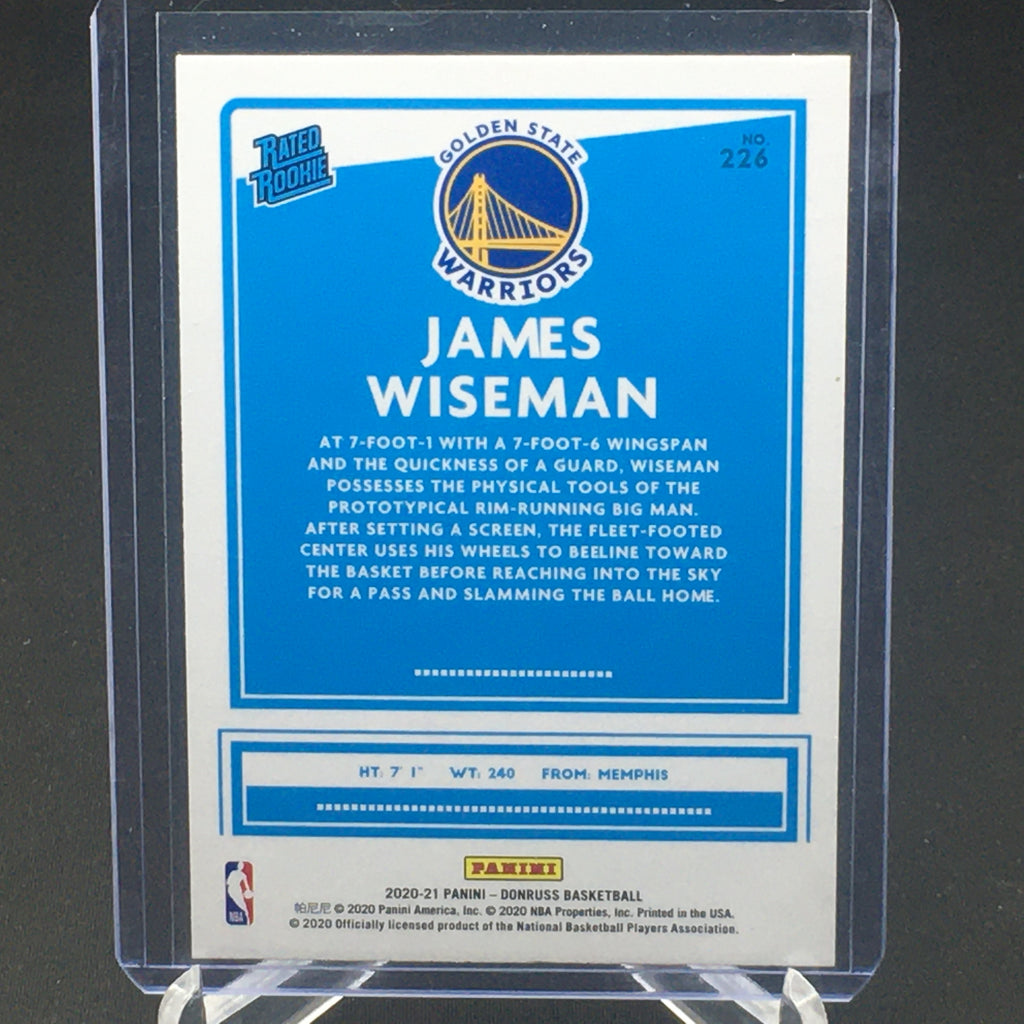 RATED
ROOKIE
GOLDEN STATE
WARRIORS
NO.
226
JAMES
WISEMAN
AT 7-FOOT-1 WITH A 7-FOOT-6 WINGSPAN
AND THE QUICKNESS OF A GUARD, WISEMAN
POSSESSES THE PHYSICAL TOOLS OF THE
PROTOTYPICAL RIM-RUNNING BIG MAN.
AFTER SETTING A SCREEN, THE FLEET-FOOTED
CENTER USES HIS WHEELS TO BEELINE TOWARD
THE BASKET BEFORE REACHING INTO THE SKY
FOR A PASS AND SLAMMING THE BALL HOME.
HT: 7' 1" WT: 240 FROM: MEMPHIS
PANINI
NBA
2020-21 PANINI – DONRUSS BASKETBALL
帕尼尼 © 2020 Panini America, Inc. © 2020 NBA Properties, Inc. Printed in the USA.
© 2020 Officially licensed product of the National Basketball Players Association.